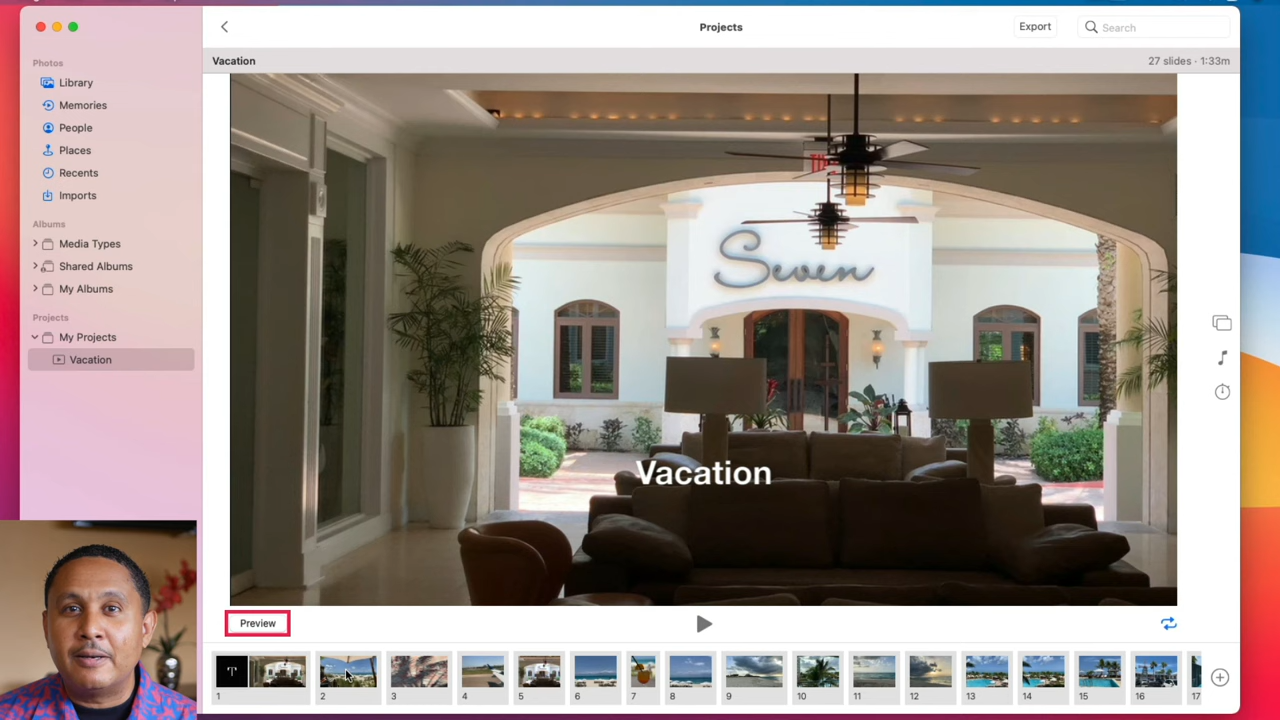 Projects
Export
Search
Vacation
27 slides · 1:33m
Photos
Library
Memories
People
Places
Recents
Imports
Albums
Media Types
Shared Albums
My Albums
Projects
My Projects
Vacation
Seven
Vacation
Preview
T
1
2
3
4
5
6
7
8
9
10
11
12
13
14
15
16
17